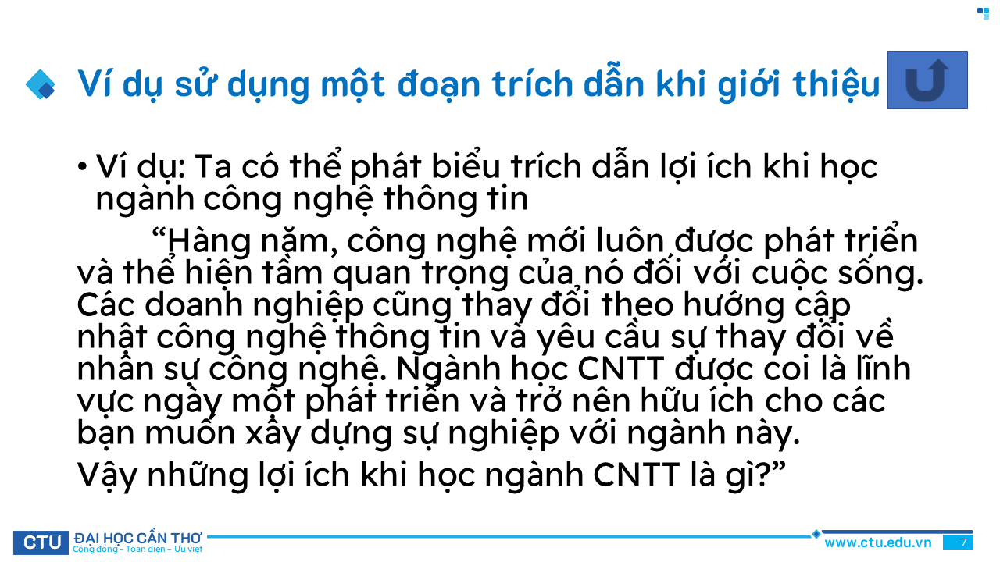 Ví dụ sử dụng một đoạn trích dẫn khi giới thiệu
• Ví dụ: Ta có thể phát biểu trích dẫn lợi ích khi học
ngành công nghệ thông tin
“Hàng nặm, công nghệ mới luôn được phát triển
và thể hiện tầm quan trọng của nó đối với cuộc sống.
Các doanh nghiệp cũng thay đổi theo hướng cập
nhật công nghệ thông tin và yêu cầu sự thay đổi về
nhân sự công nghệ. Ngành học CNTT được coi là lĩnh
vực ngày một phát triển và trở nên hữu ích cho các
bạn muốn xây dựng sự nghiệp với ngành này.
Vậy những lợi ích khi học ngành CNTT là gì?”
CTU ĐẠI HỌC CẦN THƠ
Cộng đồng – Toàn diện – Ưu việt
www.ctu.edu.vn 7